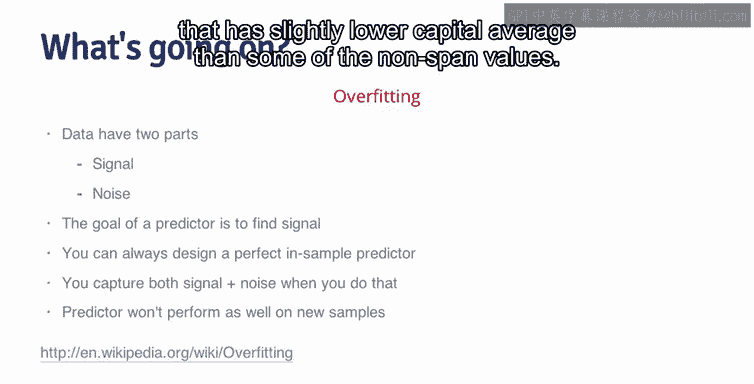 that has slightly lower capital average
than some of the non-span values.
What's going on?
Overfitting
· Data have two parts
- Signal
- Noise
· The goal of a predictor is to find signal
· You can always design a perfect in-sample predictor
· You capture both signal + noise when you do that
· Predictor won't perform as well on new samples
http://en.wikipedia.org/wiki/Overfitting